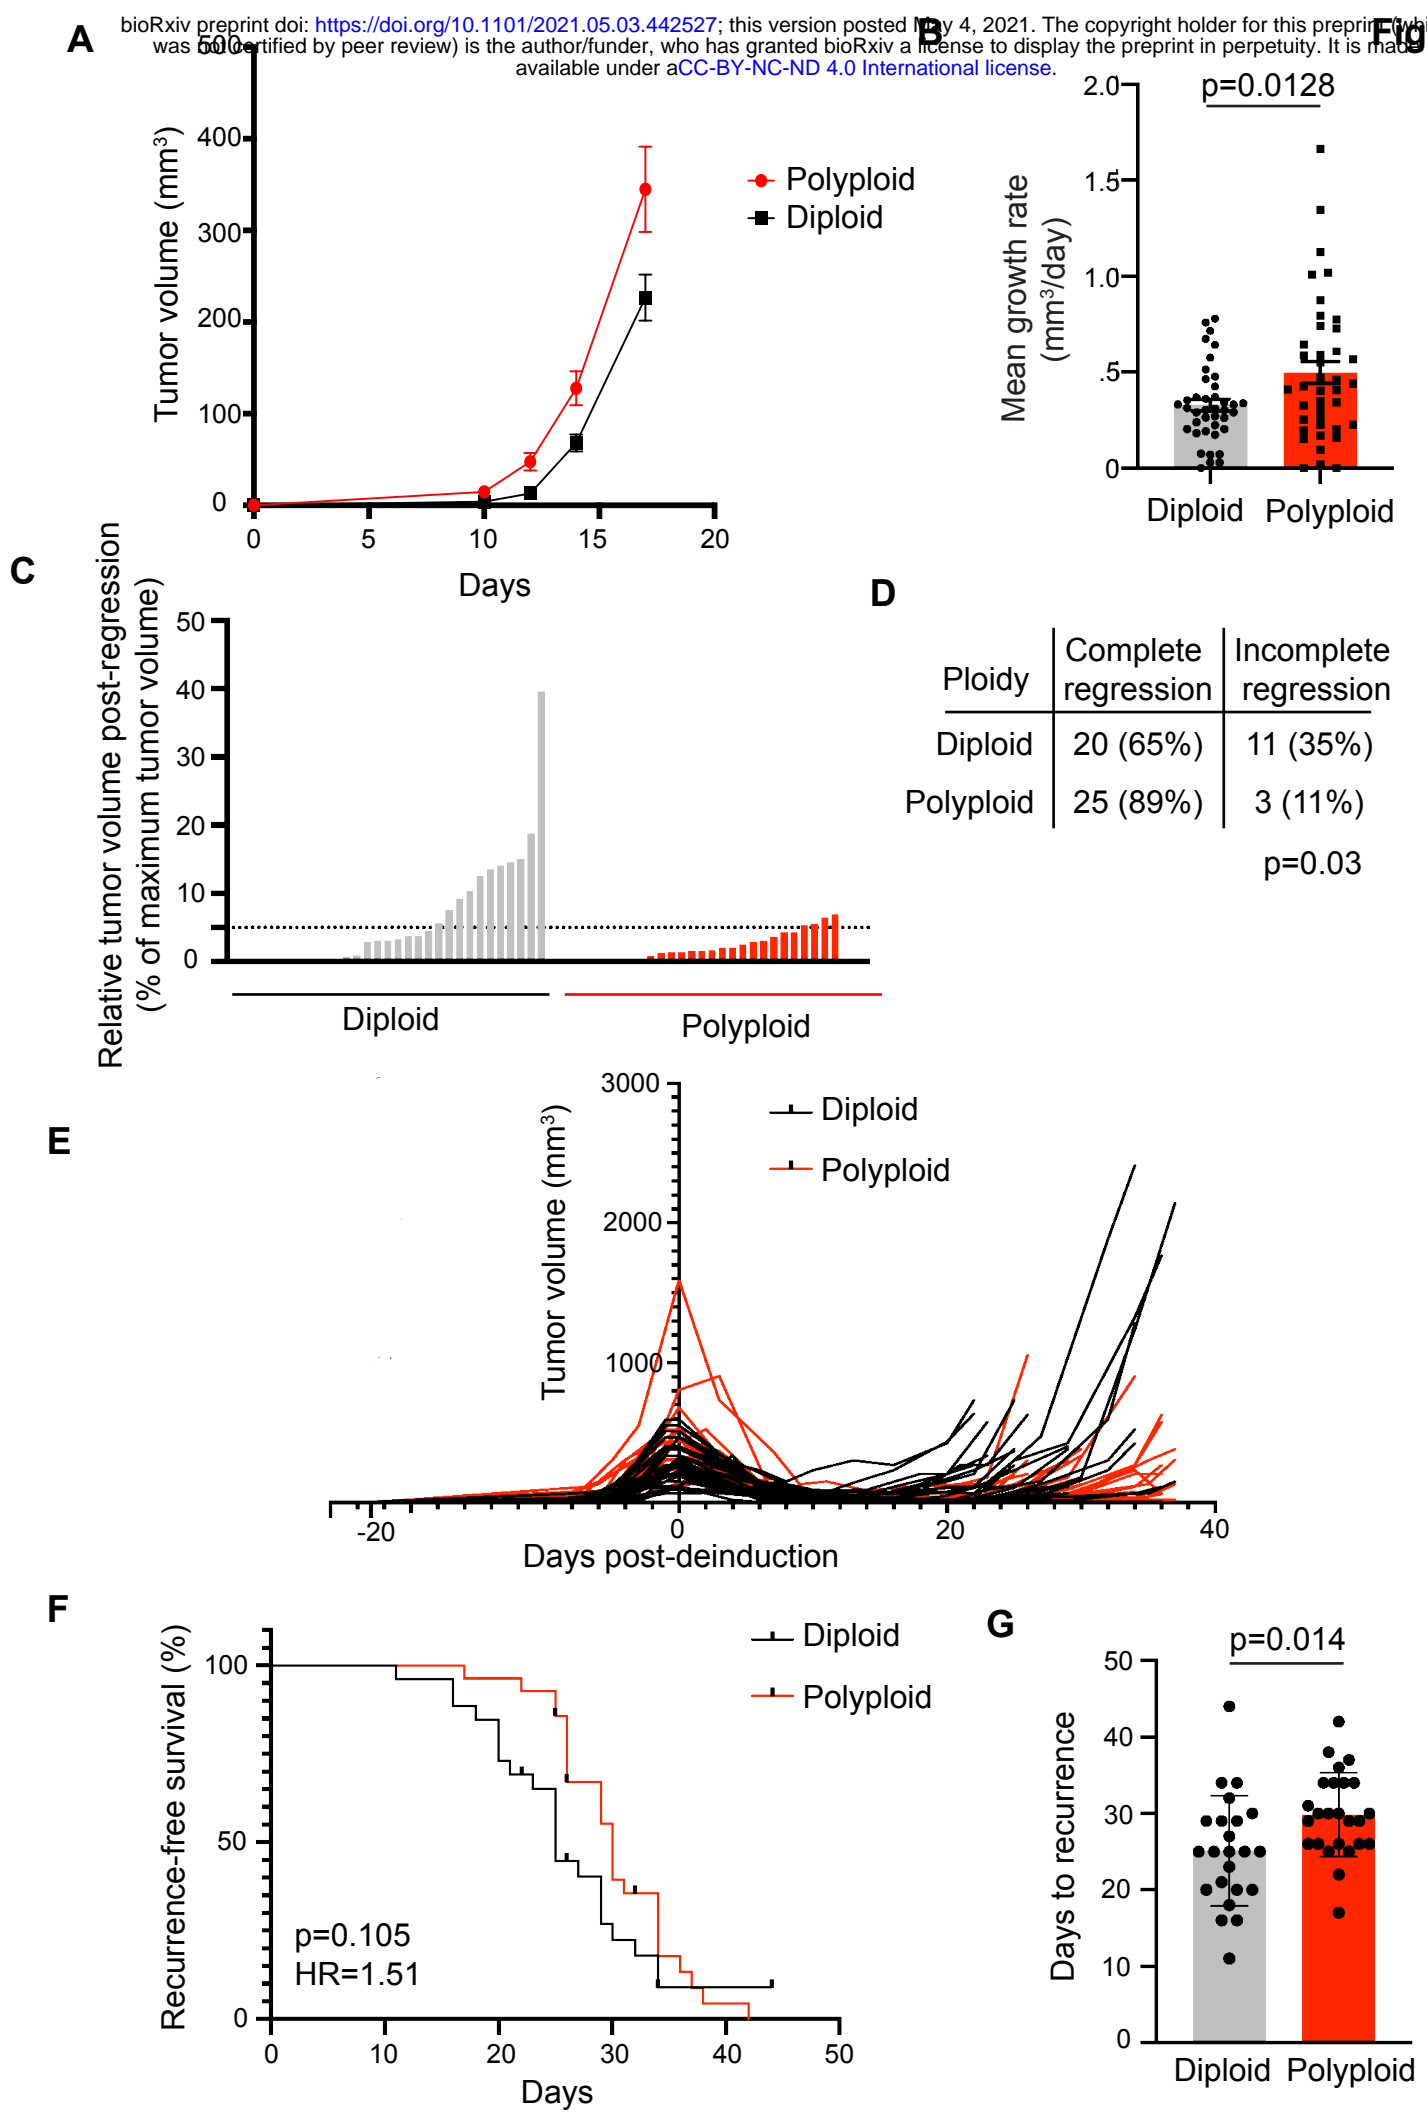 bioRxiv preprint doi: https://doi.org/10.1101/2021.05.03.442527; this version posted May 4, 2021. The copyright holder for this preprint (whi
was not certified by peer review) is the author/funder, who has granted bioRxiv a license to display the preprint in perpetuity. It is made
available under aCC-BY-NC-ND 4.0 International license.
Fig
A
Tumor volume (mm³)
500
400
300
200
100
0
0 5 10 15 20
Days
Polyploid
Diploid
B
p=0.0128
Mean growth rate
(mm³/day)
2.0
1.5
1.0
.5
0
Diploid Polyploid
C
Relative tumor volume post-regression
(% of maximum tumor volume)
50
40
30
20
10
0
Diploid Polyploid
D
Ploidy Complete regression Incomplete regression
Diploid 20 (65%) 11 (35%)
Polyploid 25 (89%) 3 (11%)
p=0.03
E
Tumor volume (mm³)
3000
2000
1000
Diploid
Polyploid
-20 0 20 40
Days post-deinduction
F
Recurrence-free survival (%)
100
50
0
Diploid
Polyploid
p=0.105
HR=1.51
0 10 20 30 40 50
Days
G
p=0.014
Days to recurrence
50
40
30
20
10
0
Diploid Polyploid